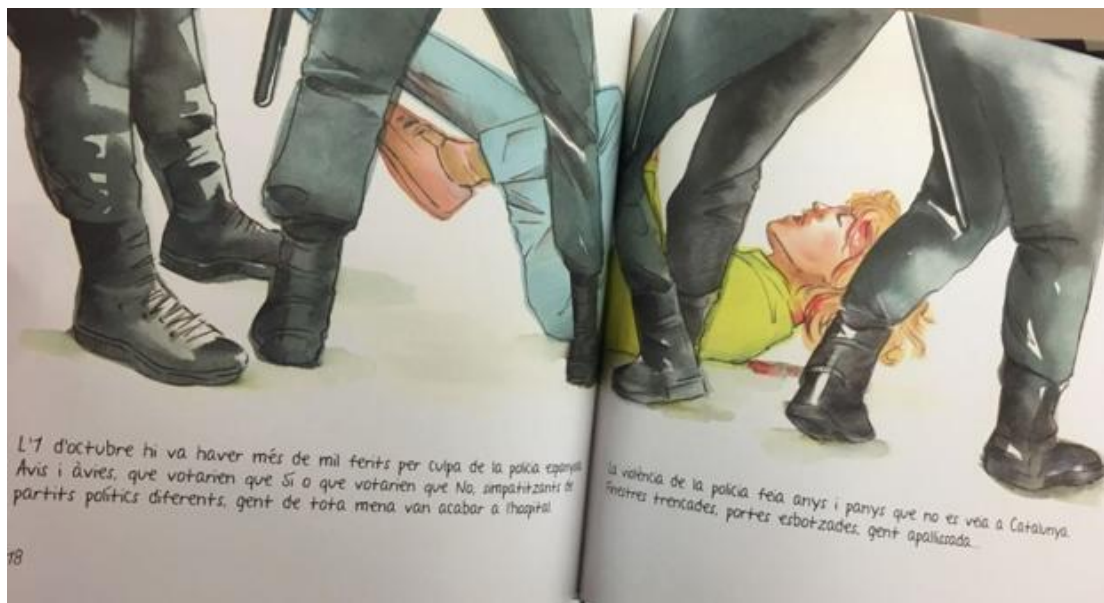 L'1 d'octubre hi va haver més de mil ferits per culpa de la policia
Avis i àvies, que votarien que Sí o que votarien que No, simpatitzants de
partits polítics diferents, gent de tota mena van acabar a l'hospital.
18
La violència de la policia feia anys i panys que no es veia a Catalunya.
Finestres trencades, portes esbotzades, gent apallissada...